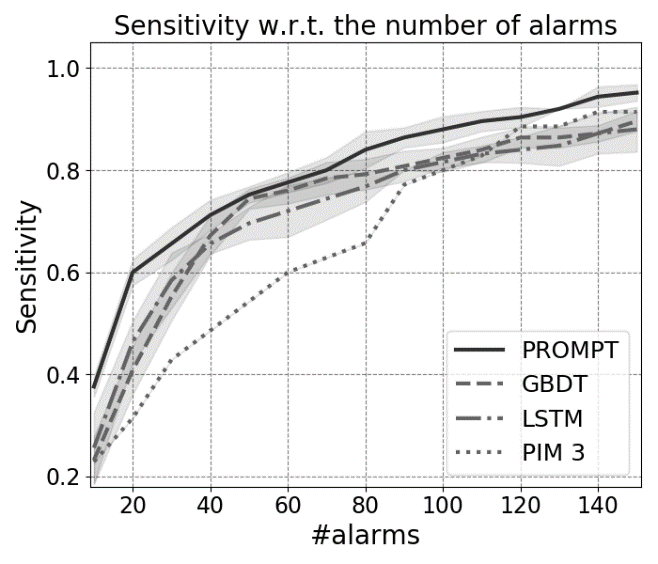 Sensitivity w.r.t. the number of alarms
1.0
0.8
0.6
0.4
0.2
Sensitivity
PROMPT
GBDT
LSTM
PIM 3
20 40 60 80 100 120 140
#alarms